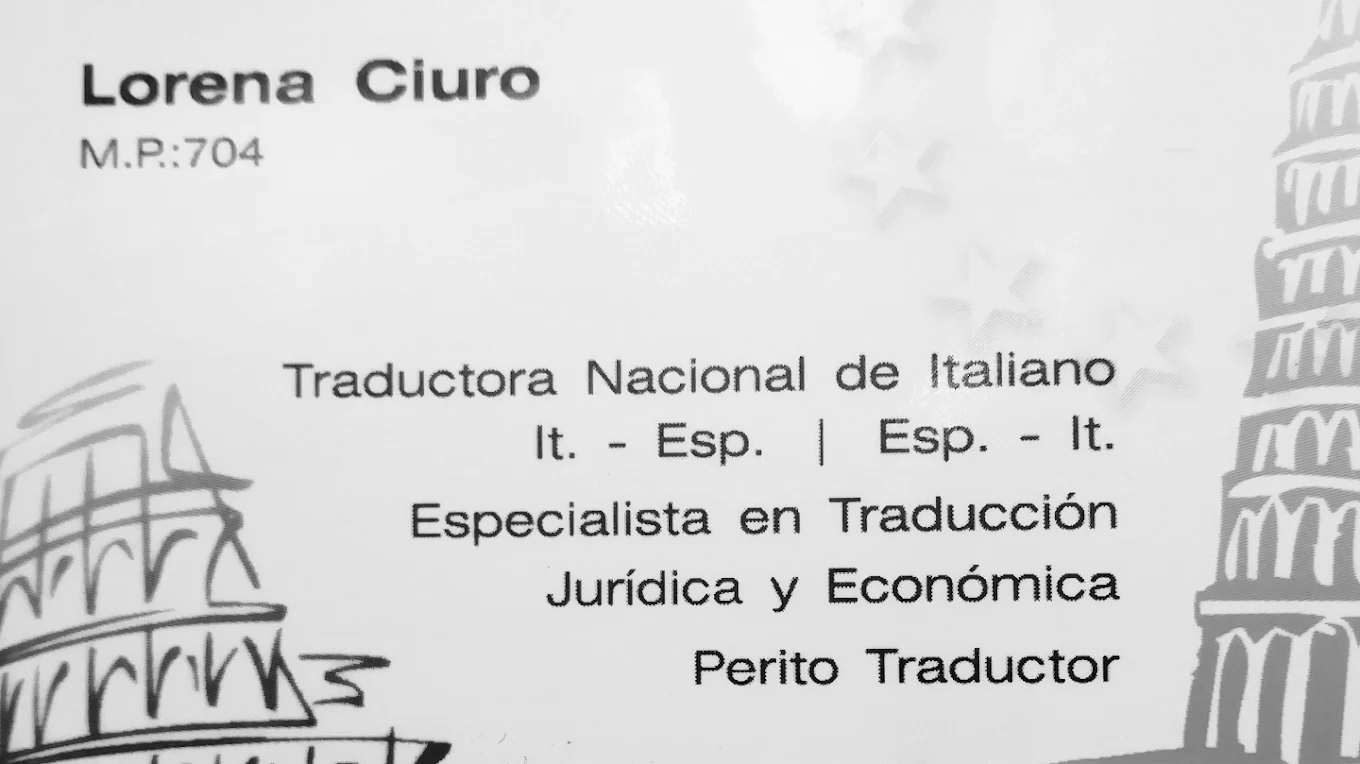 Lorena Ciuro
M.P.:704
Traductora Nacional de Italiano
It. - Esp. | Esp. - It.
Especialista en Traducción
Jurídica y Económica
Perito Traductor